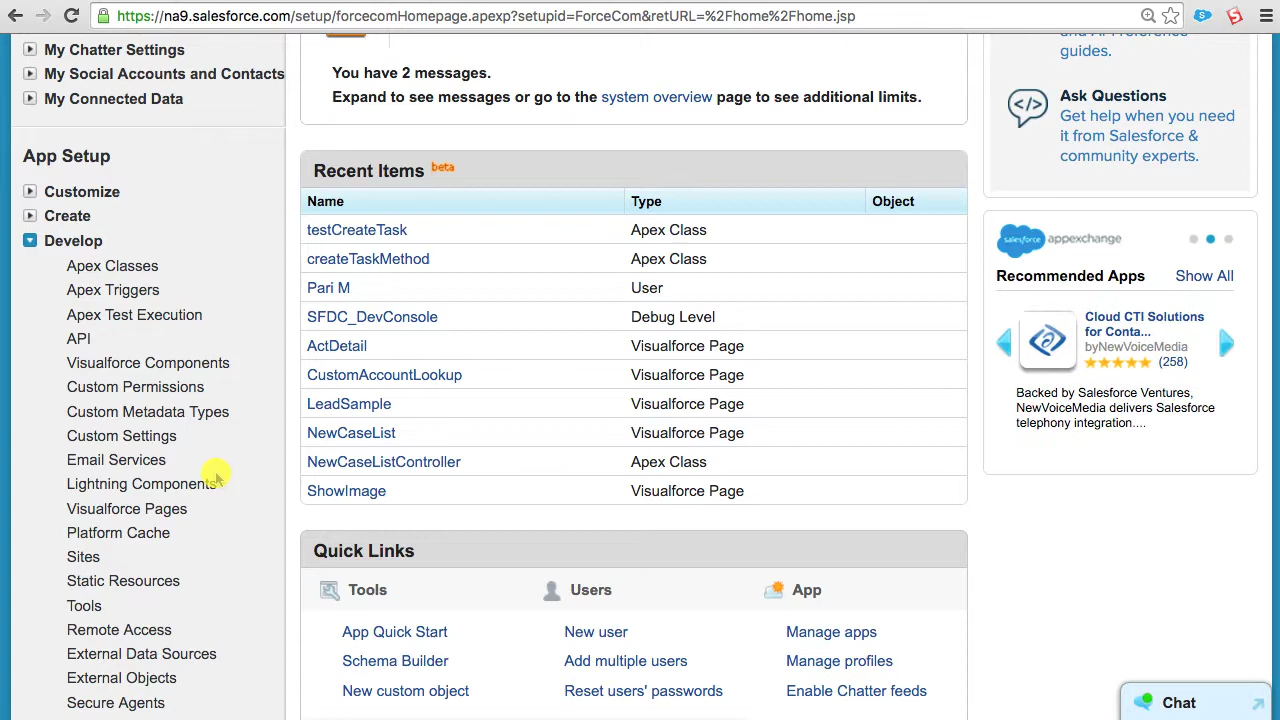 https://na9.salesforce.com/setup/forcecomHomepage.apexp?setupid=ForceCom&retURL=%2Fhome%2Fhome.jsp
My Chatter Settings
My Social Accounts and Contacts
My Connected Data
App Setup
Customize
Create
Develop
Apex Classes
Apex Triggers
Apex Test Execution
API
Visualforce Components
Custom Permissions
Custom Metadata Types
Custom Settings
Email Services
Lightning Components
Visualforce Pages
Platform Cache
Sites
Static Resources
Tools
Remote Access
External Data Sources
External Objects
Secure Agents
You have 2 messages.
Expand to see messages or go to the system overview page to see additional limits.
Recent Items beta
Name Type Object
testCreateTask Apex Class
createTaskMethod Apex Class
Pari M User
SFDC_DevConsole Debug Level
ActDetail Visualforce Page
CustomAccountLookup Visualforce Page
LeadSample Visualforce Page
NewCaseList Visualforce Page
NewCaseListController Apex Class
ShowImage Visualforce Page
Quick Links
Tools Users App
App Quick Start New user Manage apps
Schema Builder Add multiple users Manage profiles
New custom object Reset users' passwords Enable Chatter feeds
guides.
Ask Questions
Get help when you need
it from Salesforce &
community experts.
salesforce appexchange
Recommended Apps Show All
Cloud CTI Solutions
for Conta...
byNewVoiceMedia
(258)
Backed by Salesforce Ventures,
NewVoiceMedia delivers Salesforce
telephony integration....
Chat